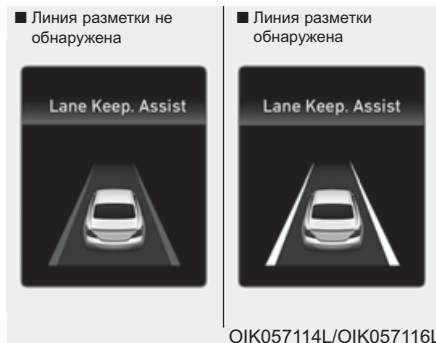 ■ Линия разметки не
обнаружена
Lane Keep. Assist
■ Линия разметки
обнаружена
Lane Keep. Assist
OIK057114L/OIK057116L